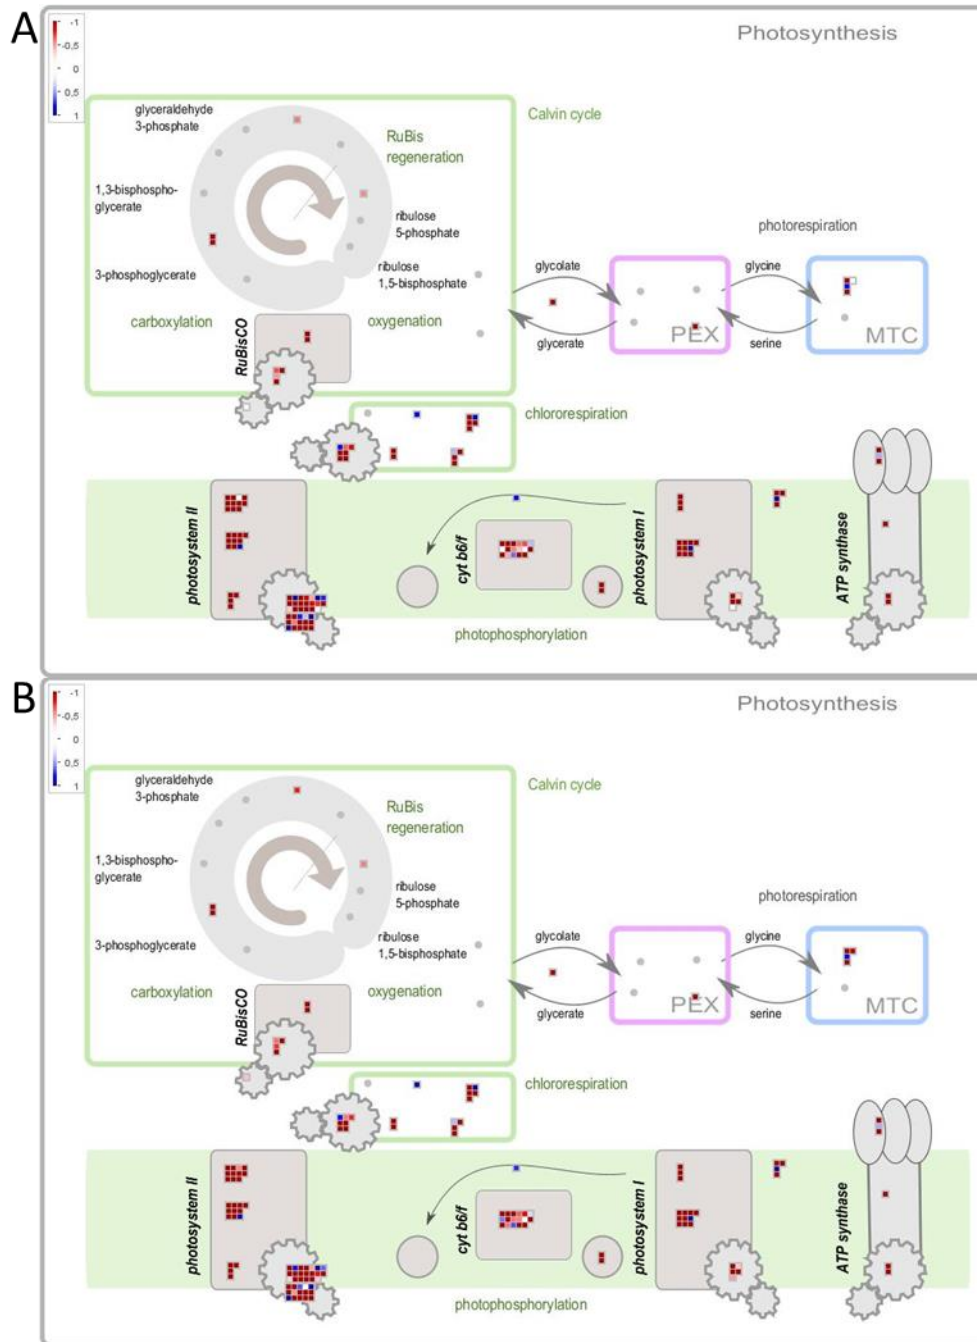 A
-1
-0,5
0
0,5
1
Photosynthesis
glyceraldehyde
3-phosphate
Calvin cycle
RuBis
regeneration
1,3-bisphospho-
glycerate
ribulose
5-phosphate
photorespiration
3-phosphoglycerate
ribulose
1,5-bisphosphate
glycolate
glycine
carboxylation
oxygenation
RuBisCO
glycerate
PEX
serine
MTC
chlororespiration
photosystem II
cyt b6/f
photosystem I
ATP synthase
photophosphorylation
B
-1
-0,5
0
0,5
1
Photosynthesis
glyceraldehyde
3-phosphate
Calvin cycle
RuBis
regeneration
1,3-bisphospho-
glycerate
ribulose
5-phosphate
photorespiration
3-phosphoglycerate
ribulose
1,5-bisphosphate
glycolate
glycine
carboxylation
oxygenation
RuBisCO
glycerate
PEX
serine
MTC
chlororespiration
photosystem II
cyt b6/f
photosystem I
ATP synthase
photophosphorylation